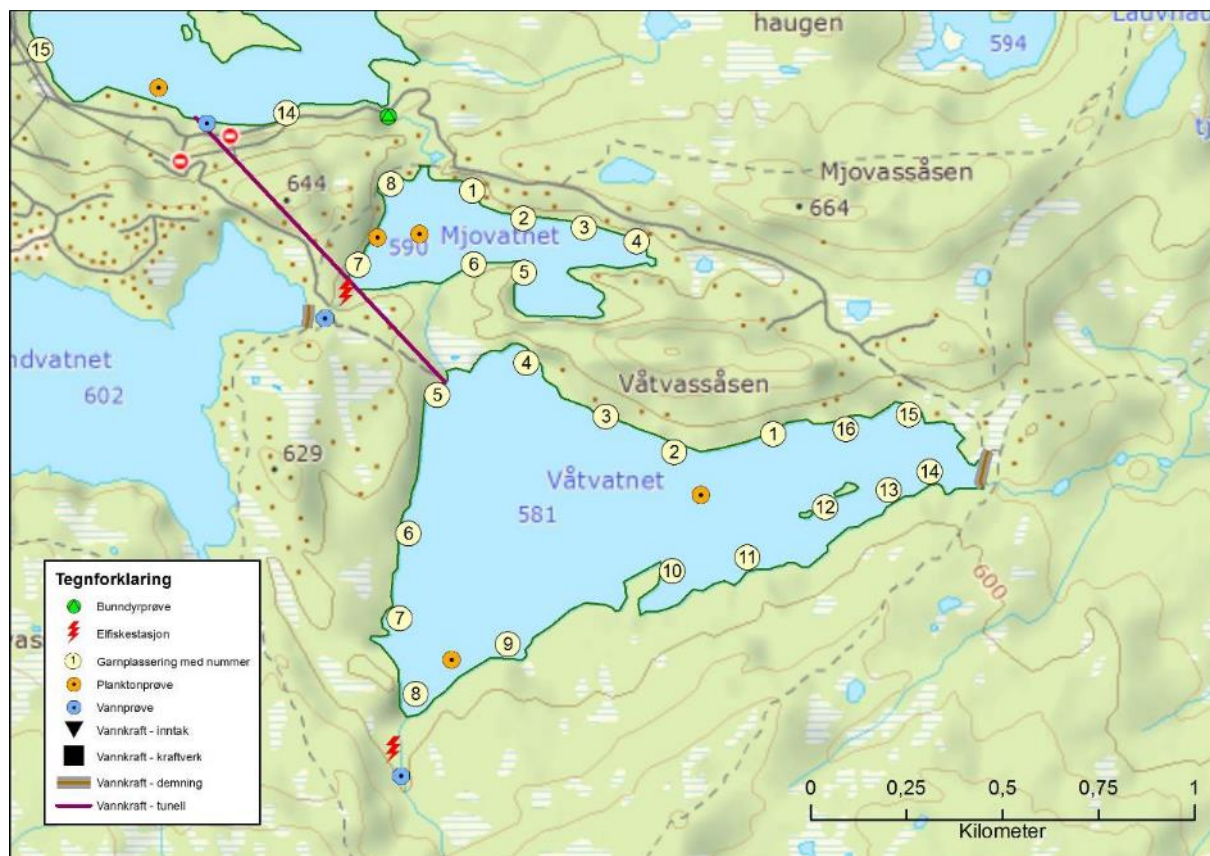 haugen
594
15
14
644
8
1
2
3
4
Mjovassåsen
664
590
Mjovatnet
7
6
5
ndvatnet
602
4
5
Våtvassåsen
3
15
16
1
2
629
14
Våtvatnet
13
581
12
6
11
600
10
7
9
8
Tegnforklaring
Bunndyrprøve
Elfiskestasjon
1
Garnplassering med nummer
Planktonprøve
Vannprøve
Vannkraft - inntak
Vannkraft - kraftverk
Vannkraft - demning
Vannkraft - tunell
0 0,25 0,5 0,75 1
Kilometer